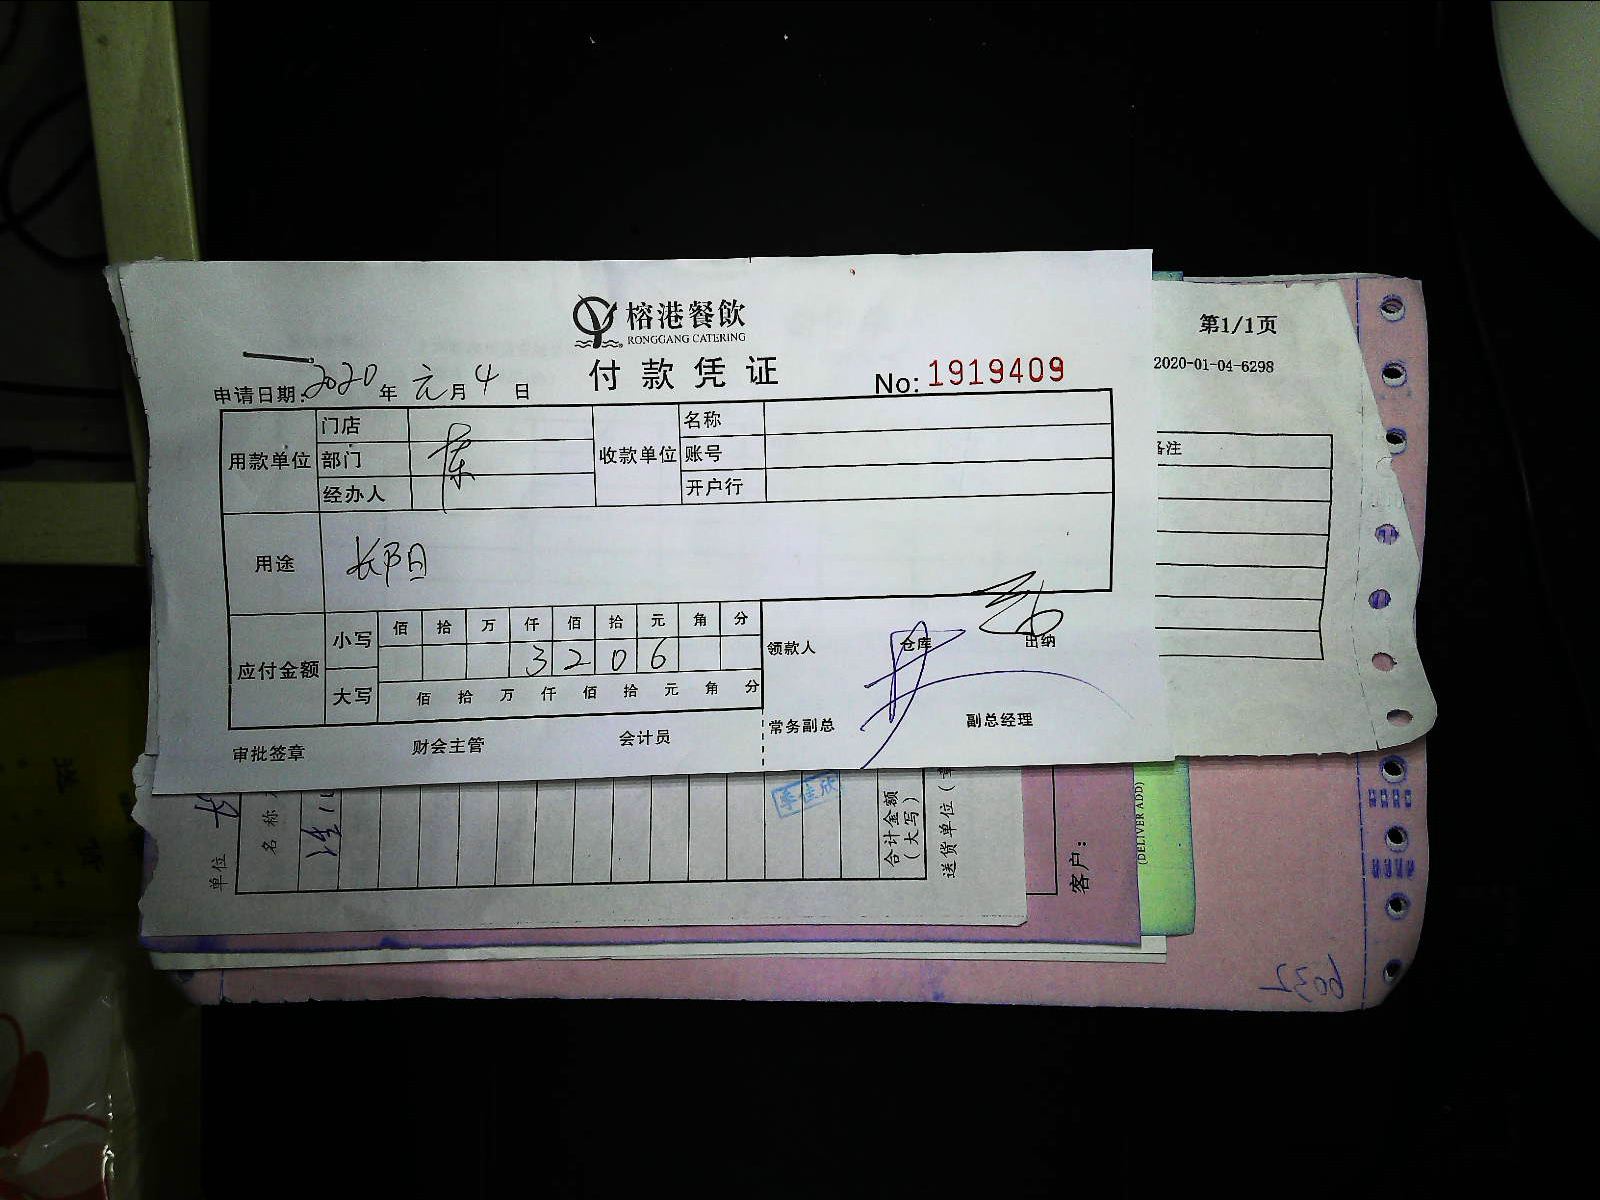 榕港餐飲
RONGGANG CATERING
付款凭证
申请日期: 2020 年 元 月 4 日
No: 1919409
用款单位 门店 收款单位 名称
部门 账号
经办人 开户行
用途 长阳
应付金额 小写 佰 拾 万 仟 佰 拾 元 角 分
3 2 0 6
大写 佰 拾 万 仟 佰 拾 元 角 分
领款人 仓库 出纳
常务副总 副总经理
审批签章 财会主管 会计员
第1/1页
2020-01-04-6298
备注
单位
名称
合计金额
(大写)
送货单位(
客户:
(DELIVER ADD)